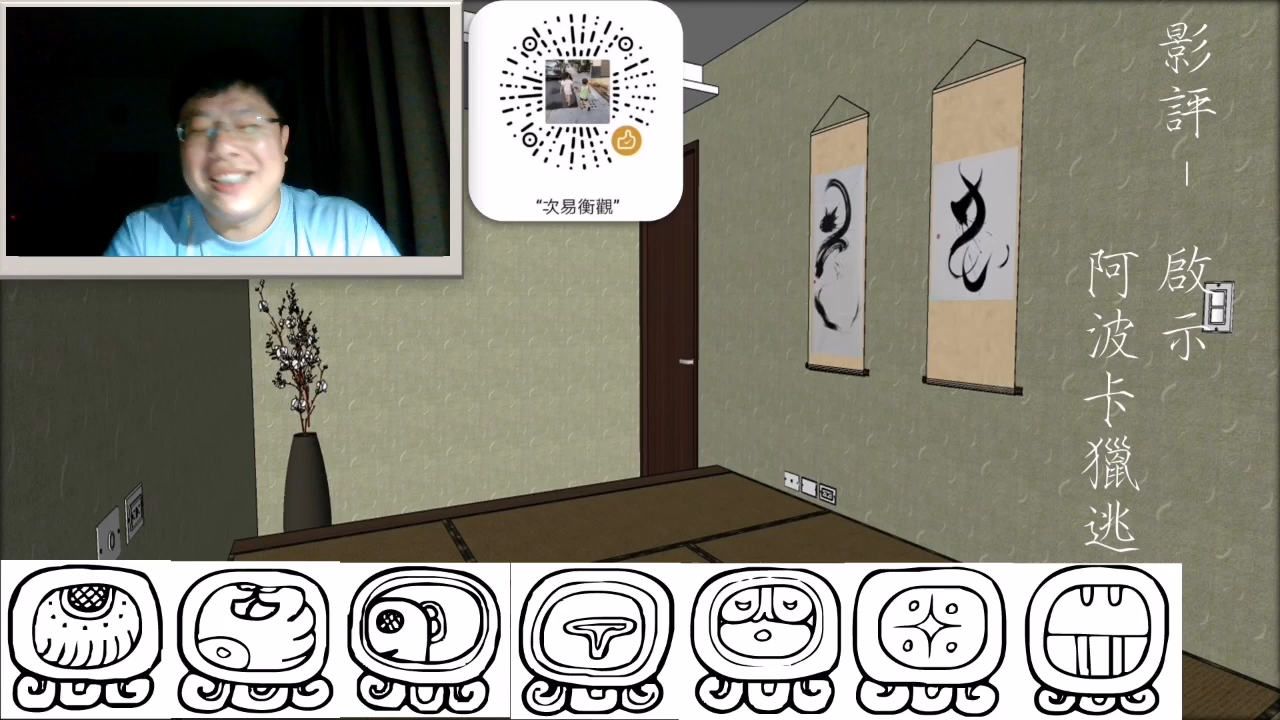 “次易衡觀”
影評－ 啟示
阿波卡獵逃